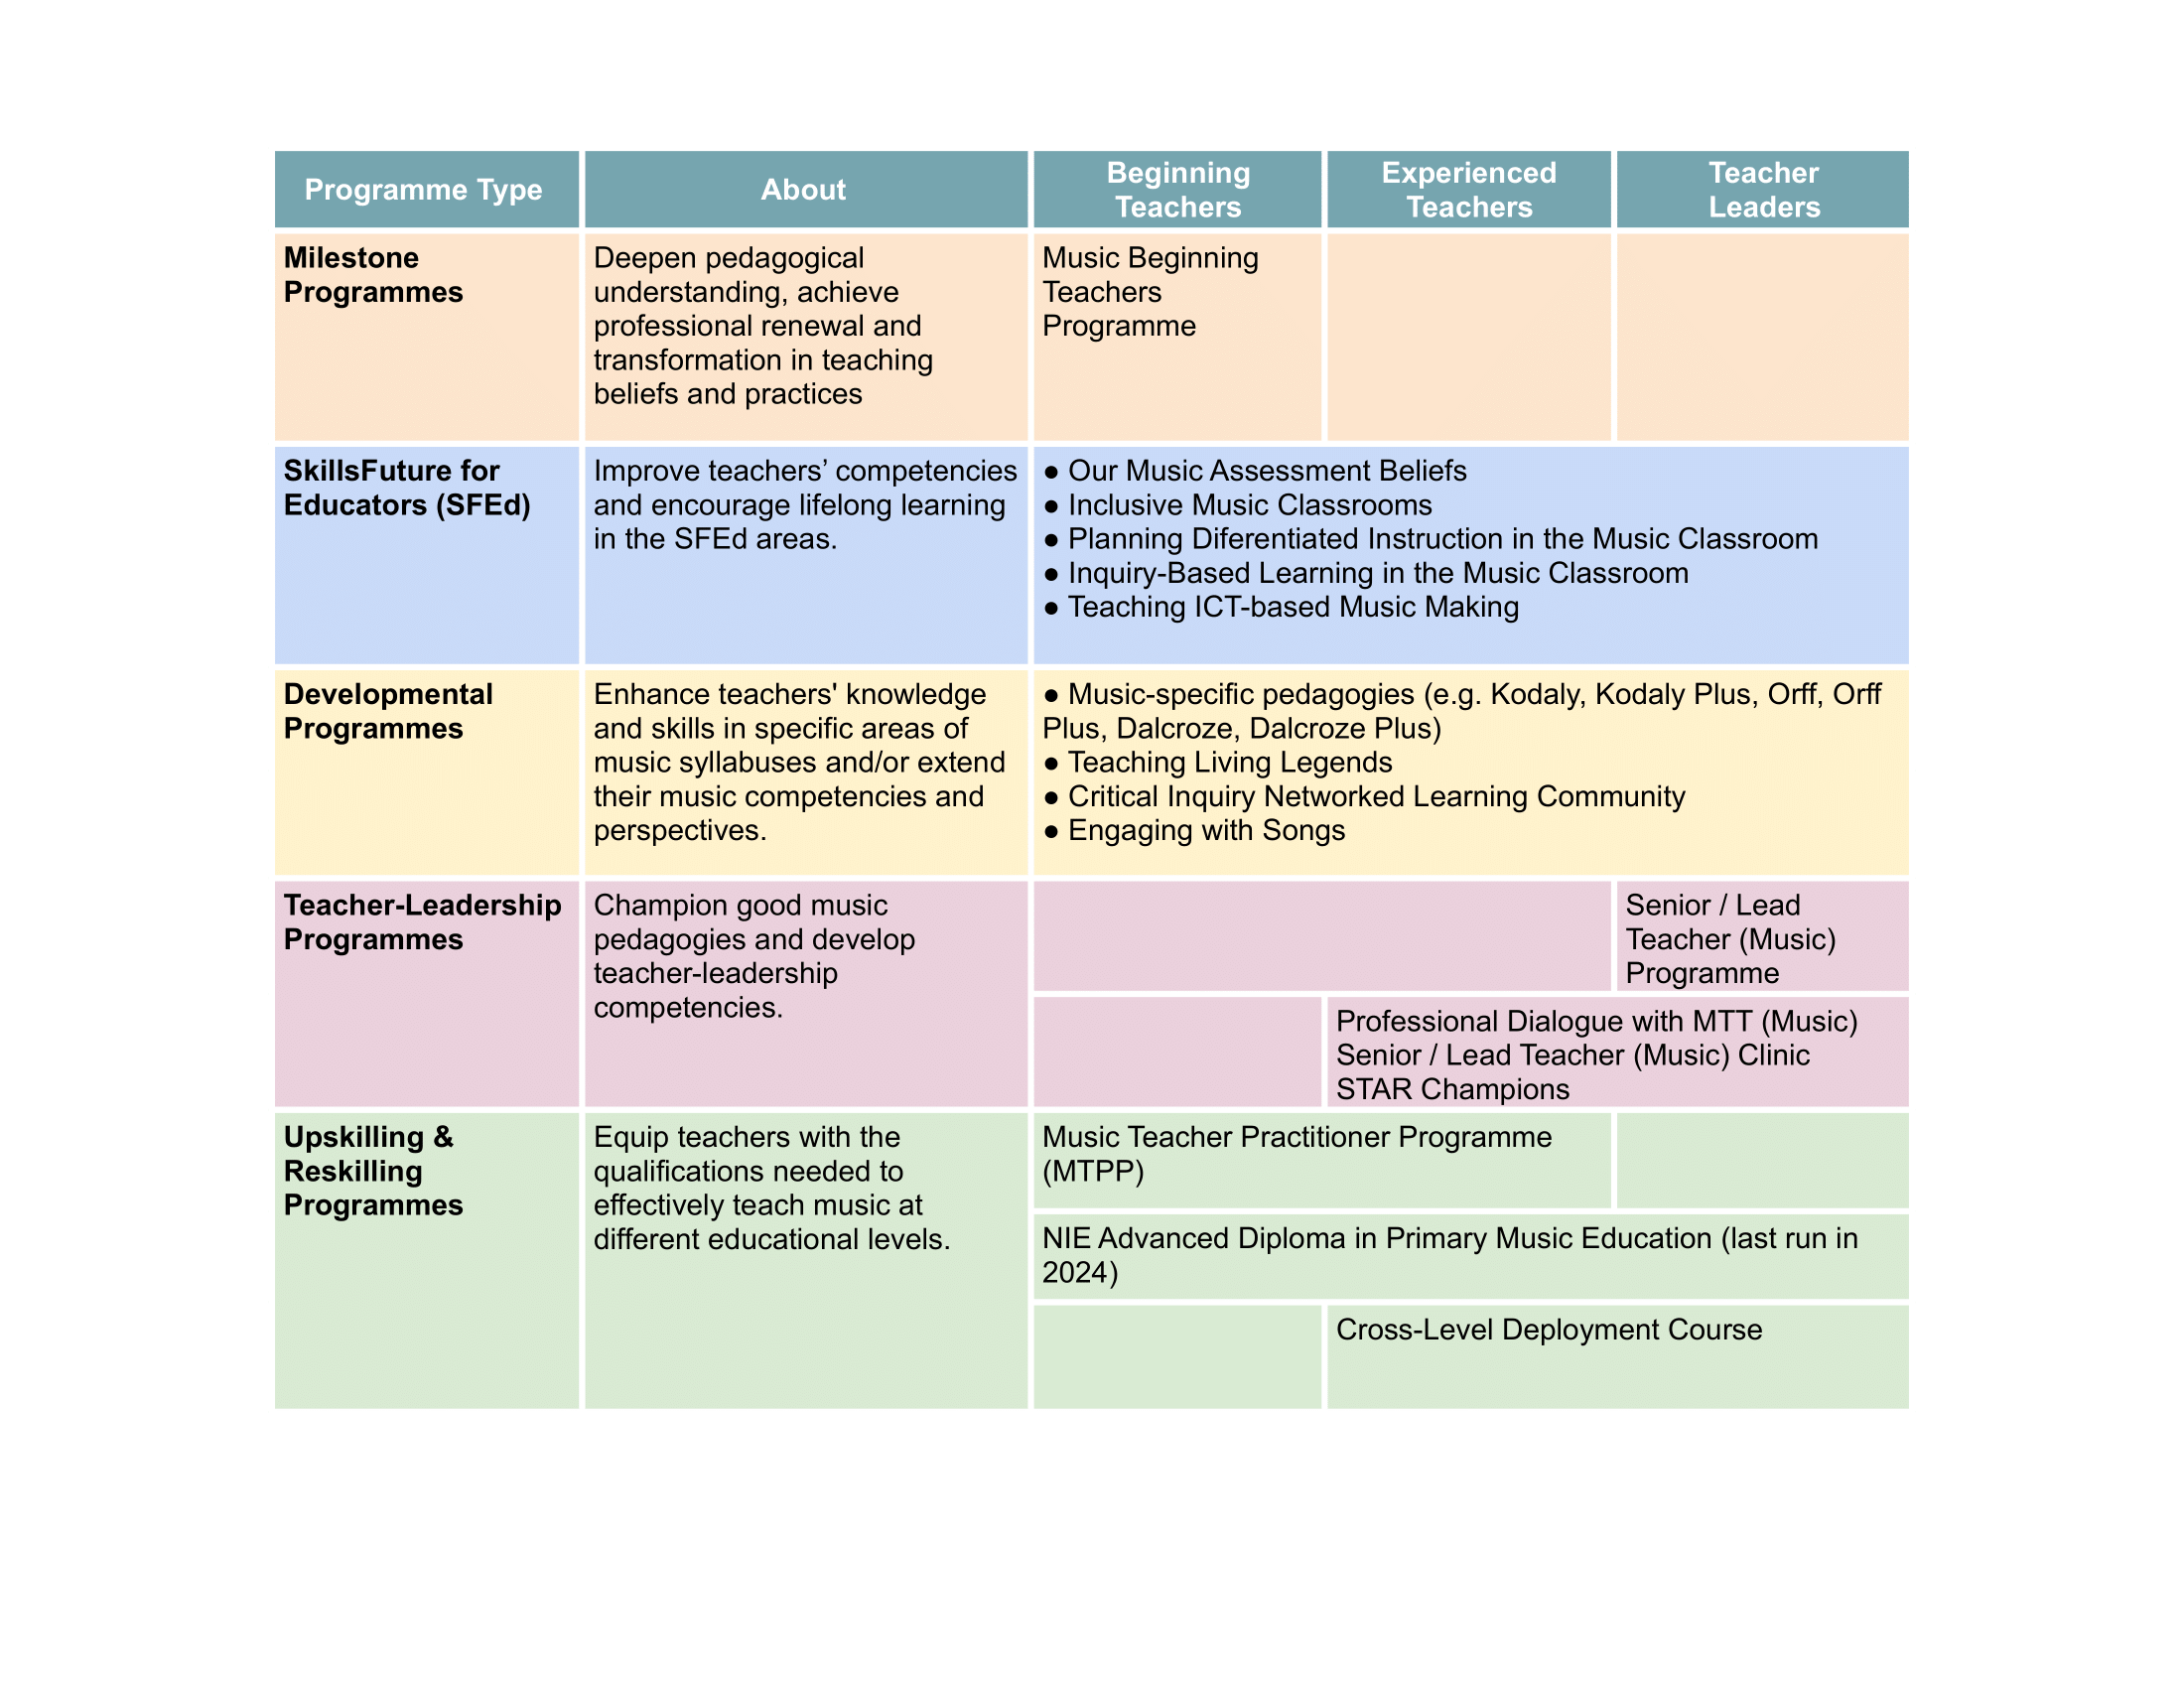 Programme Type
About
Beginning
Teachers
Experienced
Teachers
Teacher
Leaders
Milestone
Programmes
Deepen pedagogical
understanding, achieve
professional renewal and
transformation in teaching
beliefs and practices
Music Beginning
Teachers
Programme
SkillsFuture for
Educators (SFEd)
Improve teachers’ competencies
and encourage lifelong learning
in the SFEd areas.
● Our Music Assessment Beliefs
● Inclusive Music Classrooms
● Planning Diferentiated Instruction in the Music Classroom
● Inquiry-Based Learning in the Music Classroom
● Teaching ICT-based Music Making
Developmental
Programmes
Enhance teachers' knowledge
and skills in specific areas of
music syllabuses and/or extend
their music competencies and
perspectives.
● Music-specific pedagogies (e.g. Kodaly, Kodaly Plus, Orff, Orff
Plus, Dalcroze, Dalcroze Plus)
● Teaching Living Legends
● Critical Inquiry Networked Learning Community
● Engaging with Songs
Teacher-Leadership
Programmes
Champion good music
pedagogies and develop
teacher-leadership
competencies.
Senior / Lead
Teacher (Music)
Programme
Professional Dialogue with MTT (Music)
Senior / Lead Teacher (Music) Clinic
STAR Champions
Upskilling &
Reskilling
Programmes
Equip teachers with the
qualifications needed to
effectively teach music at
different educational levels.
Music Teacher Practitioner Programme
(MTPP)
NIE Advanced Diploma in Primary Music Education (last run in
2024)
Cross-Level Deployment Course